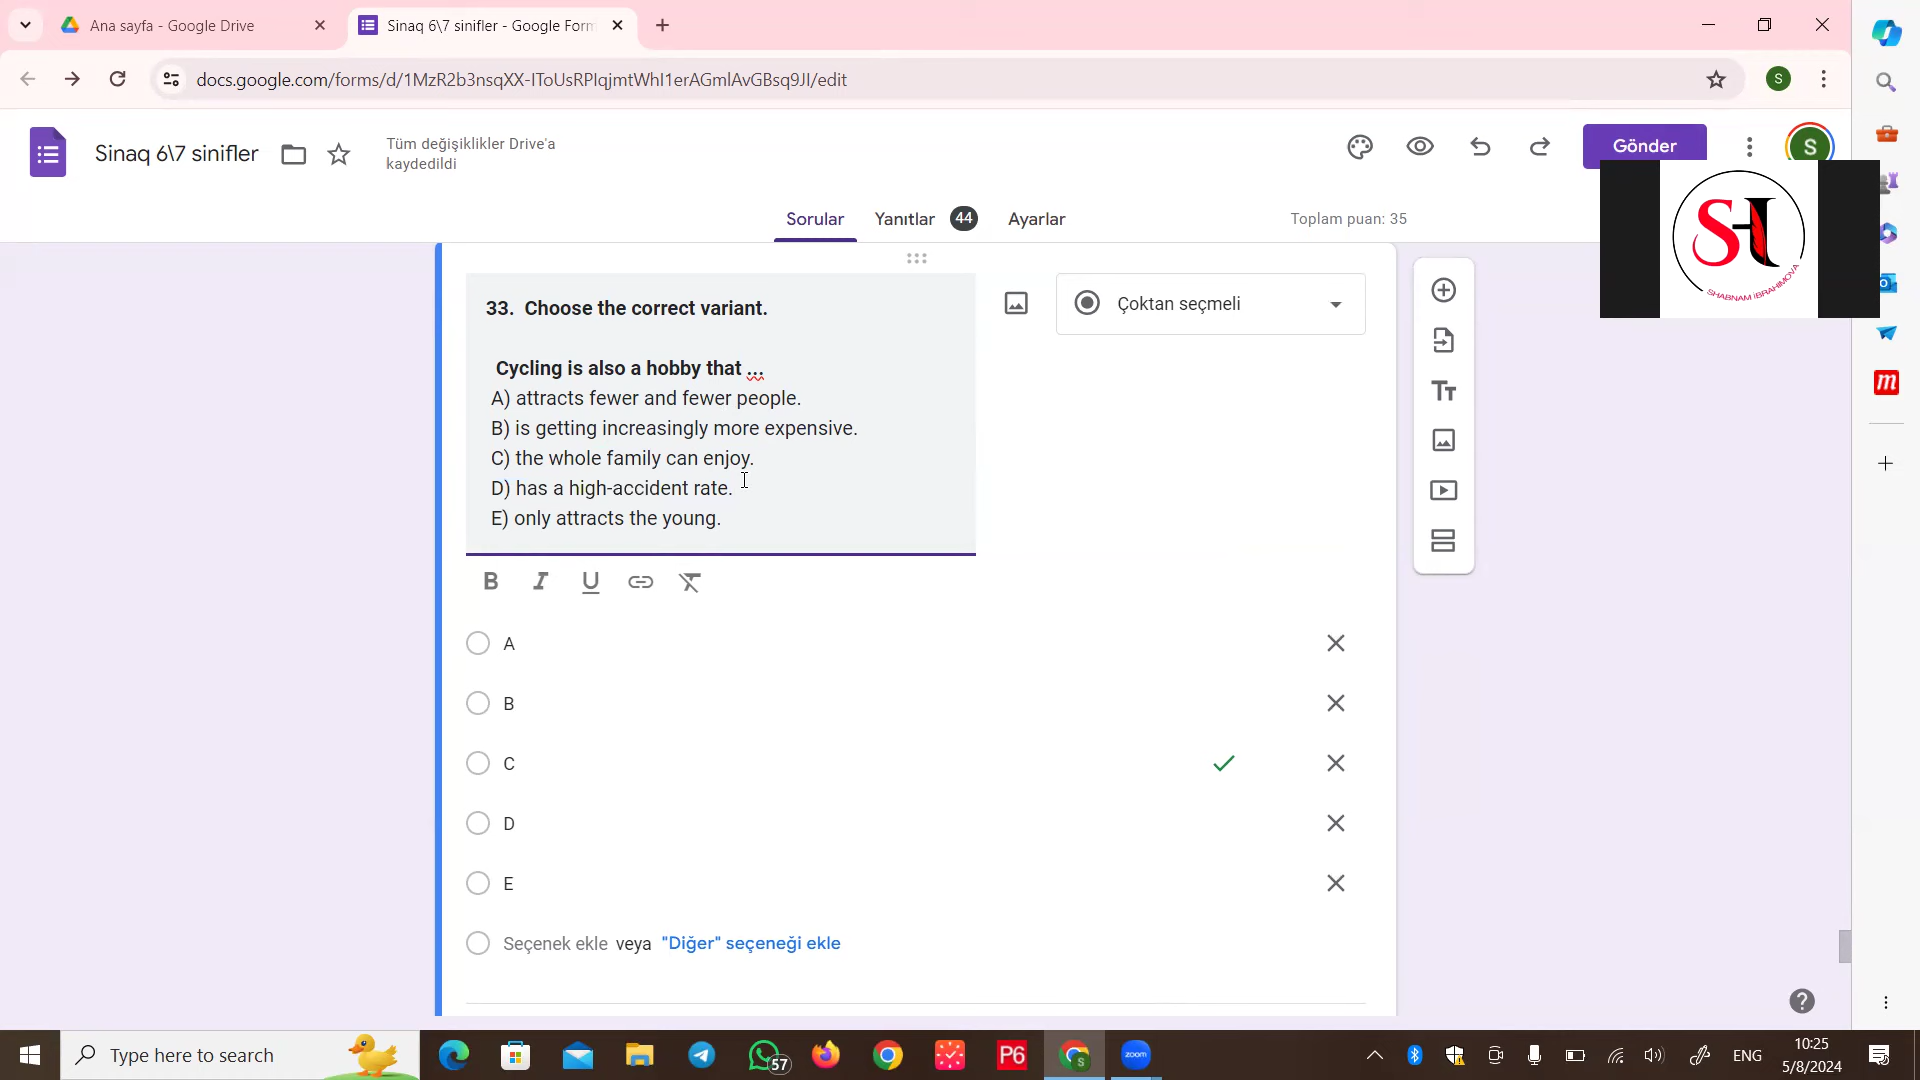 Ana sayfa - Google Drive
Sinaq 6\7 sinifler - Google Form
docs.google.com/forms/d/1MzR2b3nsqXX-IToUsRPIqjmtWhI1erAGmlAvGBsq9JI/edit
S
Sinaq 6\7 sinifler
Tüm değişiklikler Drive'a
kaydedildi
Gönder
S
Sorular
Yanıtlar 44
Ayarlar
Toplam puan: 35
SHABNAM İBRAHIMOVA
33. Choose the correct variant.
Çoktan seçmeli
Cycling is also a hobby that ...
A) attracts fewer and fewer people.
B) is getting increasingly more expensive.
C) the whole family can enjoy.
D) has a high-accident rate.
E) only attracts the young.
B I U
A
B
C
D
E
Seçenek ekle veya "Diğer" seçeneği ekle
Type here to search
57
P6
S
zoom
ENG
10:25
5/8/2024